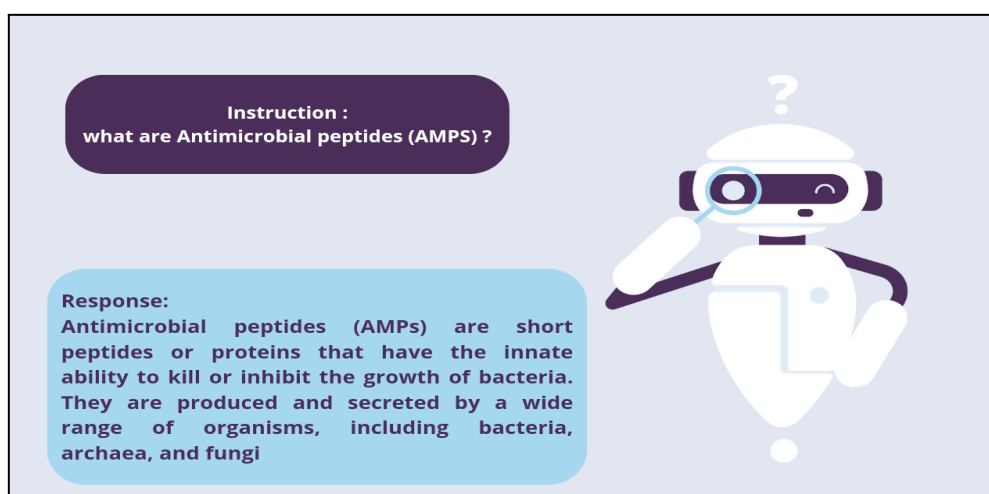 ?
Instruction :
what are Antimicrobial peptides (AMPS) ?
Response:
Antimicrobial peptides (AMPs) are short
peptides or proteins that have the innate
ability to kill or inhibit the growth of bacteria.
They are produced and secreted by a wide
range of organisms, including bacteria,
archaea, and fungi